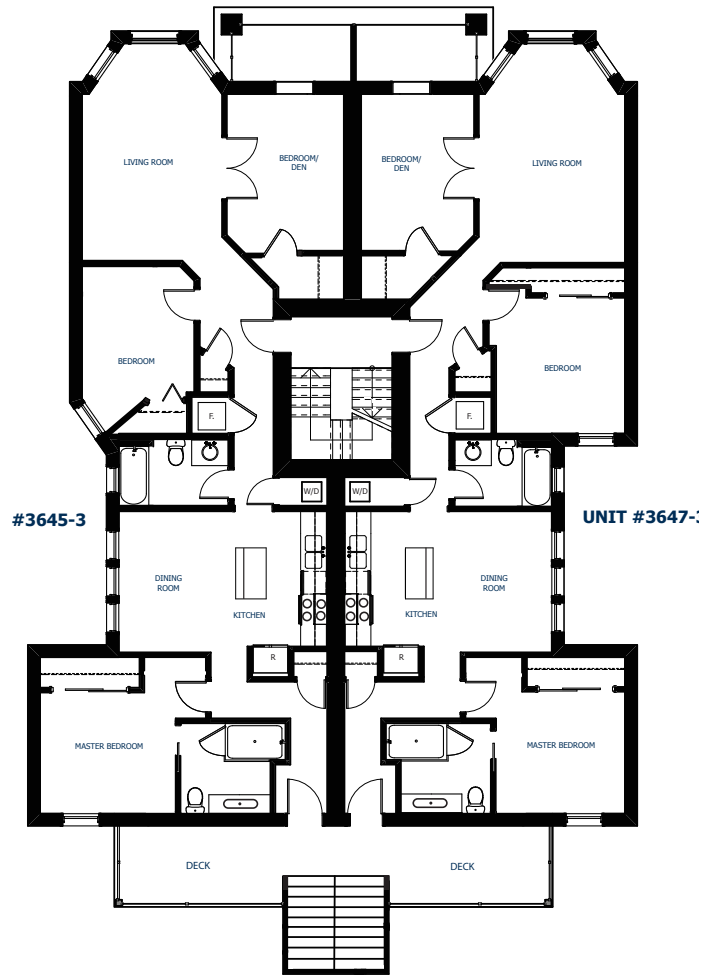 LIVING ROOM
BEDROOM/
DEN
BEDROOM/
DEN
LIVING ROOM
BEDROOM
BEDROOM
F.
F.
W/D
W/D
#3645-3
UNIT #3647-
DINING
ROOM
KITCHEN
DINING
ROOM
KITCHEN
R
R
MASTER BEDROOM
MASTER BEDROOM
DECK
DECK